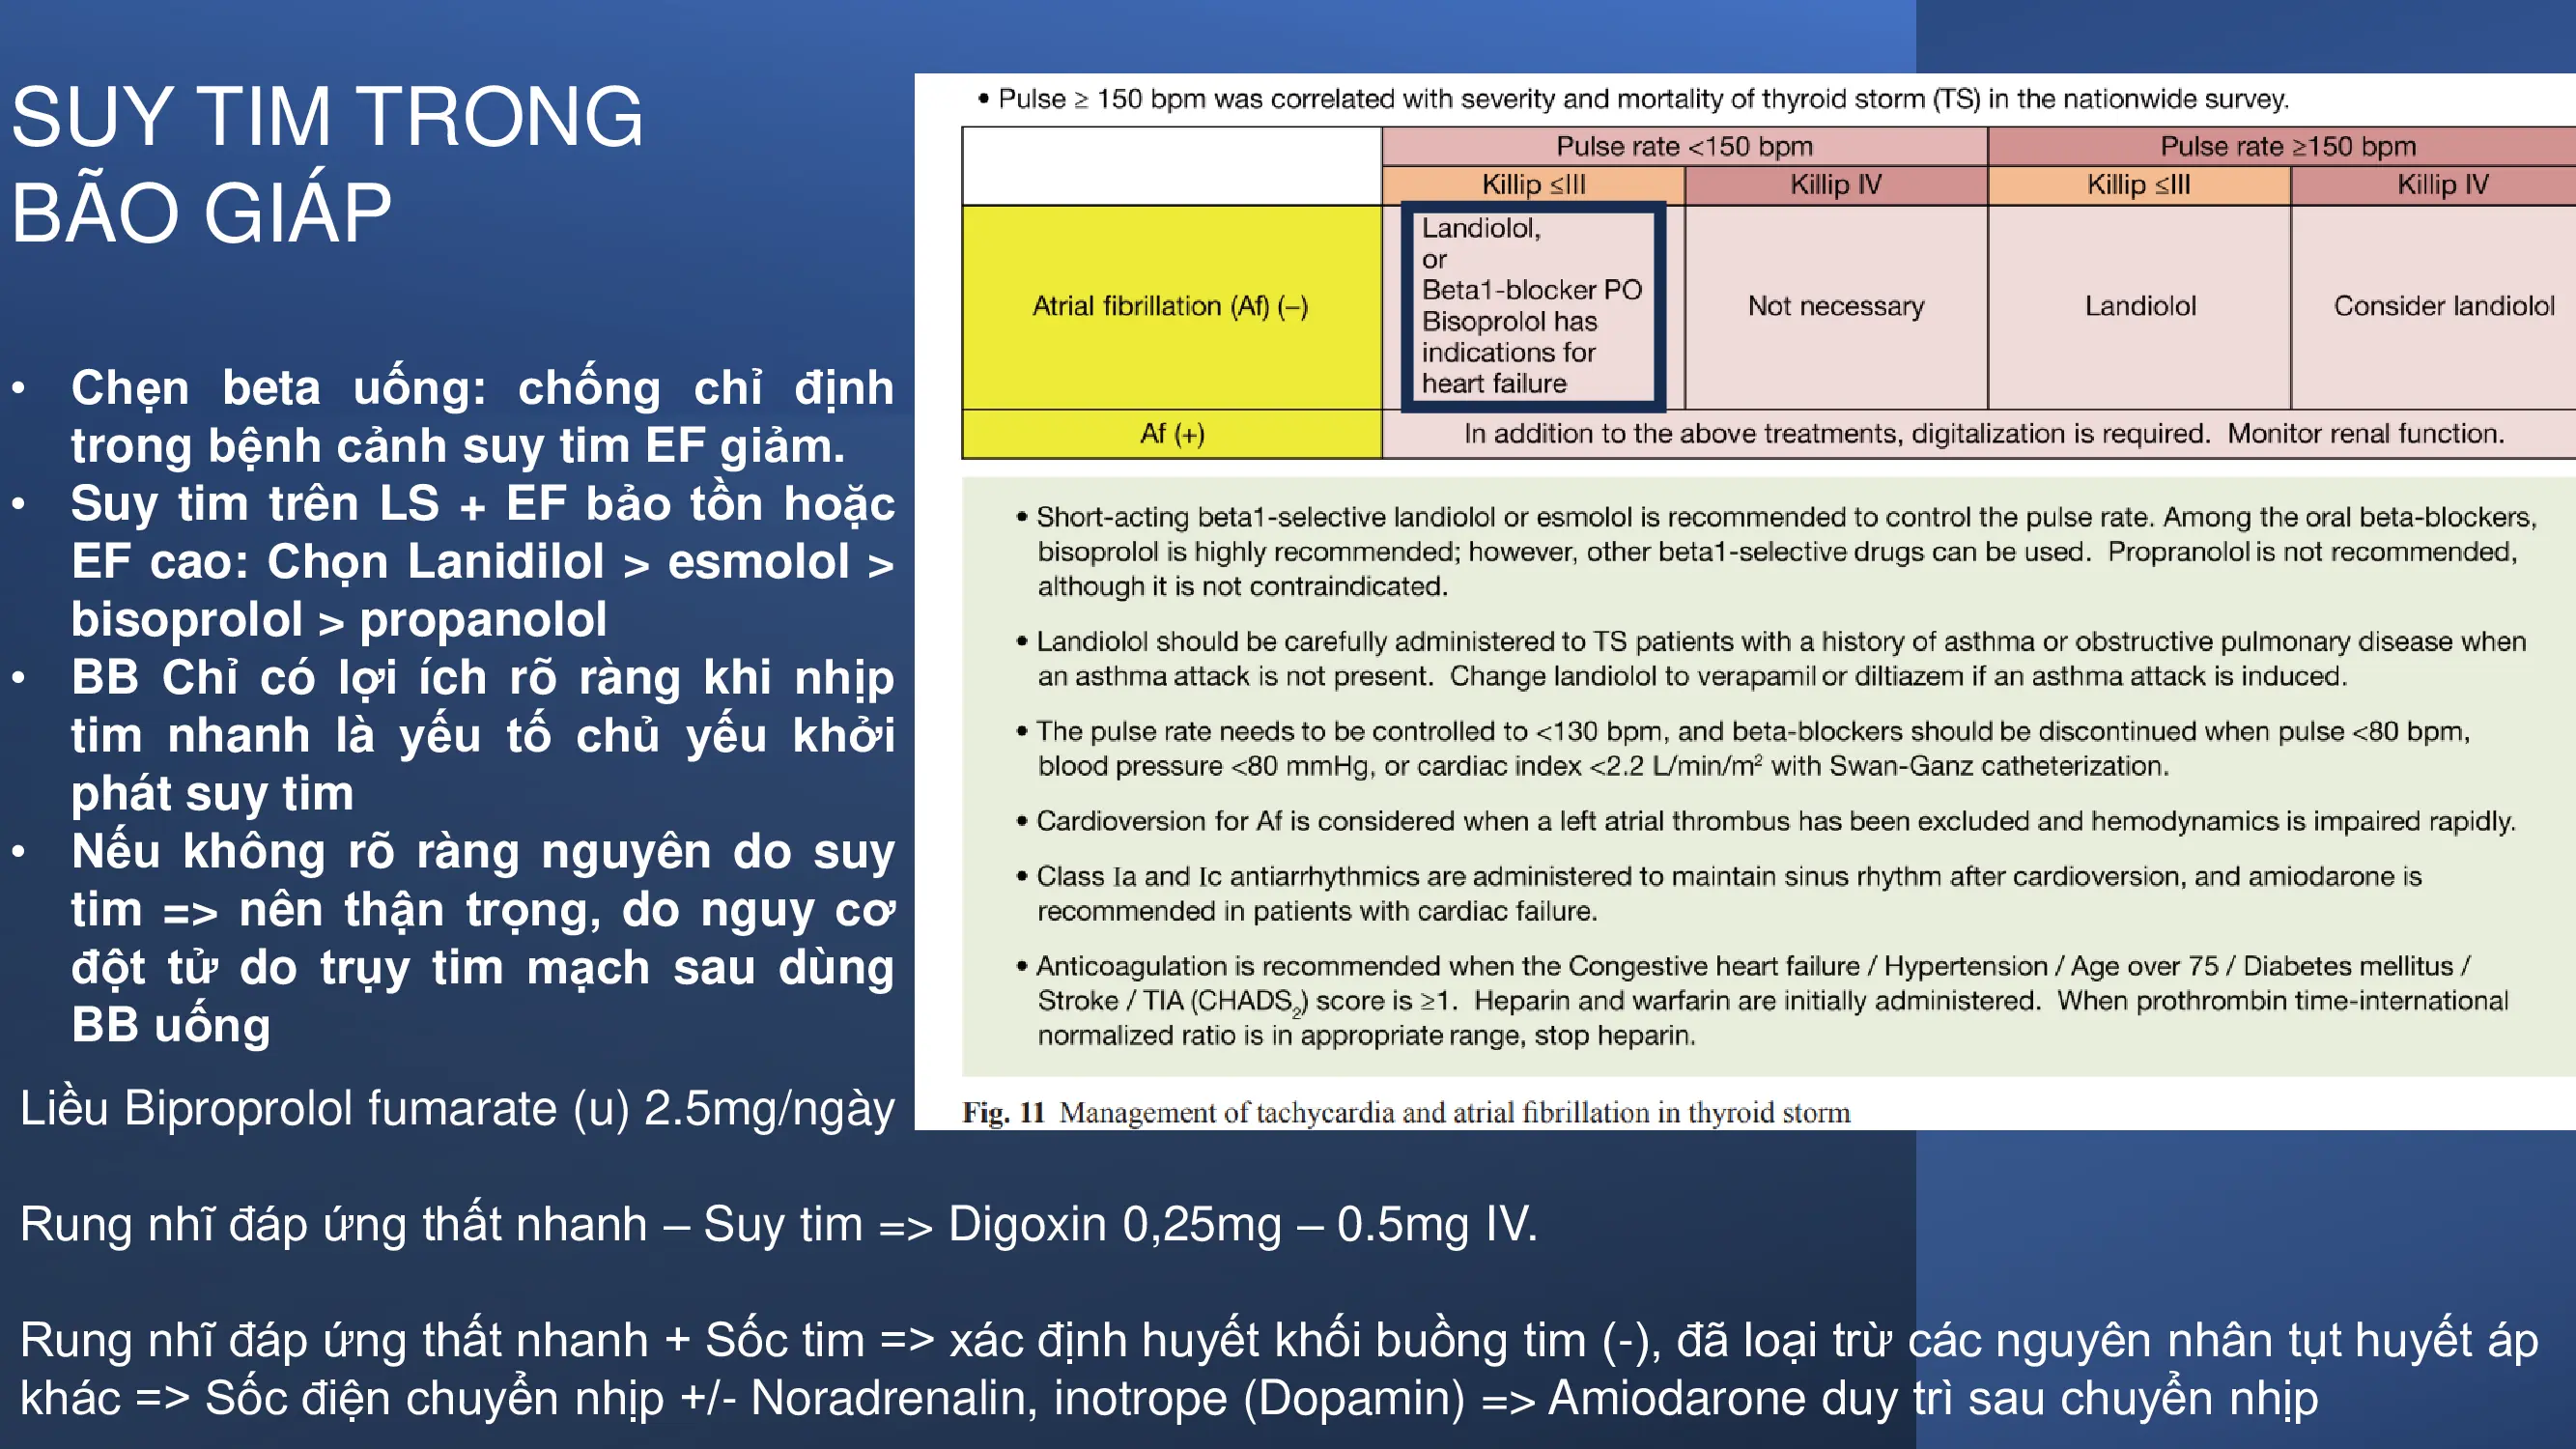 SUY TIM TRONG
BÃO GIÁP
• Chẹn beta uống: chống chỉ định
trong bệnh cảnh suy tim EF giảm.
• Suy tim trên LS + EF bảo tồn hoặc
EF cao: Chọn Lanidilol > esmolol >
bisoprolol > propanolol
• BB Chỉ có lợi ích rõ ràng khi nhịp
tim nhanh là yếu tố chủ yếu khởi
phát suy tim
• Nếu không rõ ràng nguyên do suy
tim => nên thận trọng, do nguy cơ
đột tử do trụy tim mạch sau dùng
BB uống
Liều Biproprolol fumarate (u) 2.5mg/ngày
• Pulse ≥ 150 bpm was correlated with severity and mortality of thyroid storm (TS) in the nationwide survey.
Pulse rate <150 bpm
Pulse rate ≥150 bpm
Killip ≤III
Killip IV
Killip ≤III
Killip IV
Atrial fibrillation (Af) (–)
Landiolol,
or
Beta1-blocker PO
Bisoprolol has
indications for
heart failure
Not necessary
Landiolol
Consider landiolol
Af (+)
In addition to the above treatments, digitalization is required. Monitor renal function.
• Short-acting beta1-selective landiolol or esmolol is recommended to control the pulse rate. Among the oral beta-blockers,
bisoprolol is highly recommended; however, other beta1-selective drugs can be used. Propranolol is not recommended,
although it is not contraindicated.
• Landiolol should be carefully administered to TS patients with a history of asthma or obstructive pulmonary disease when
an asthma attack is not present. Change landiolol to verapamil or diltiazem if an asthma attack is induced.
• The pulse rate needs to be controlled to <130 bpm, and beta-blockers should be discontinued when pulse <80 bpm,
blood pressure <80 mmHg, or cardiac index <2.2 L/min/m² with Swan-Ganz catheterization.
• Cardioversion for Af is considered when a left atrial thrombus has been excluded and hemodynamics is impaired rapidly.
• Class Ia and Ic antiarrhythmics are administered to maintain sinus rhythm after cardioversion, and amiodarone is
recommended in patients with cardiac failure.
• Anticoagulation is recommended when the Congestive heart failure / Hypertension / Age over 75 / Diabetes mellitus /
Stroke / TIA (CHADS₂) score is ≥1. Heparin and warfarin are initially administered. When prothrombin time-international
normalized ratio is in appropriate range, stop heparin.
Fig. 11 Management of tachycardia and atrial fibrillation in thyroid storm
Rung nhĩ đáp ứng thất nhanh – Suy tim => Digoxin 0,25mg – 0.5mg IV.
Rung nhĩ đáp ứng thất nhanh + Sốc tim => xác định huyết khối buồng tim (-), đã loại trừ các nguyên nhân tụt huyết áp
khác => Sốc điện chuyển nhịp +/- Noradrenalin, inotrope (Dopamin) => Amiodarone duy trì sau chuyển nhịp